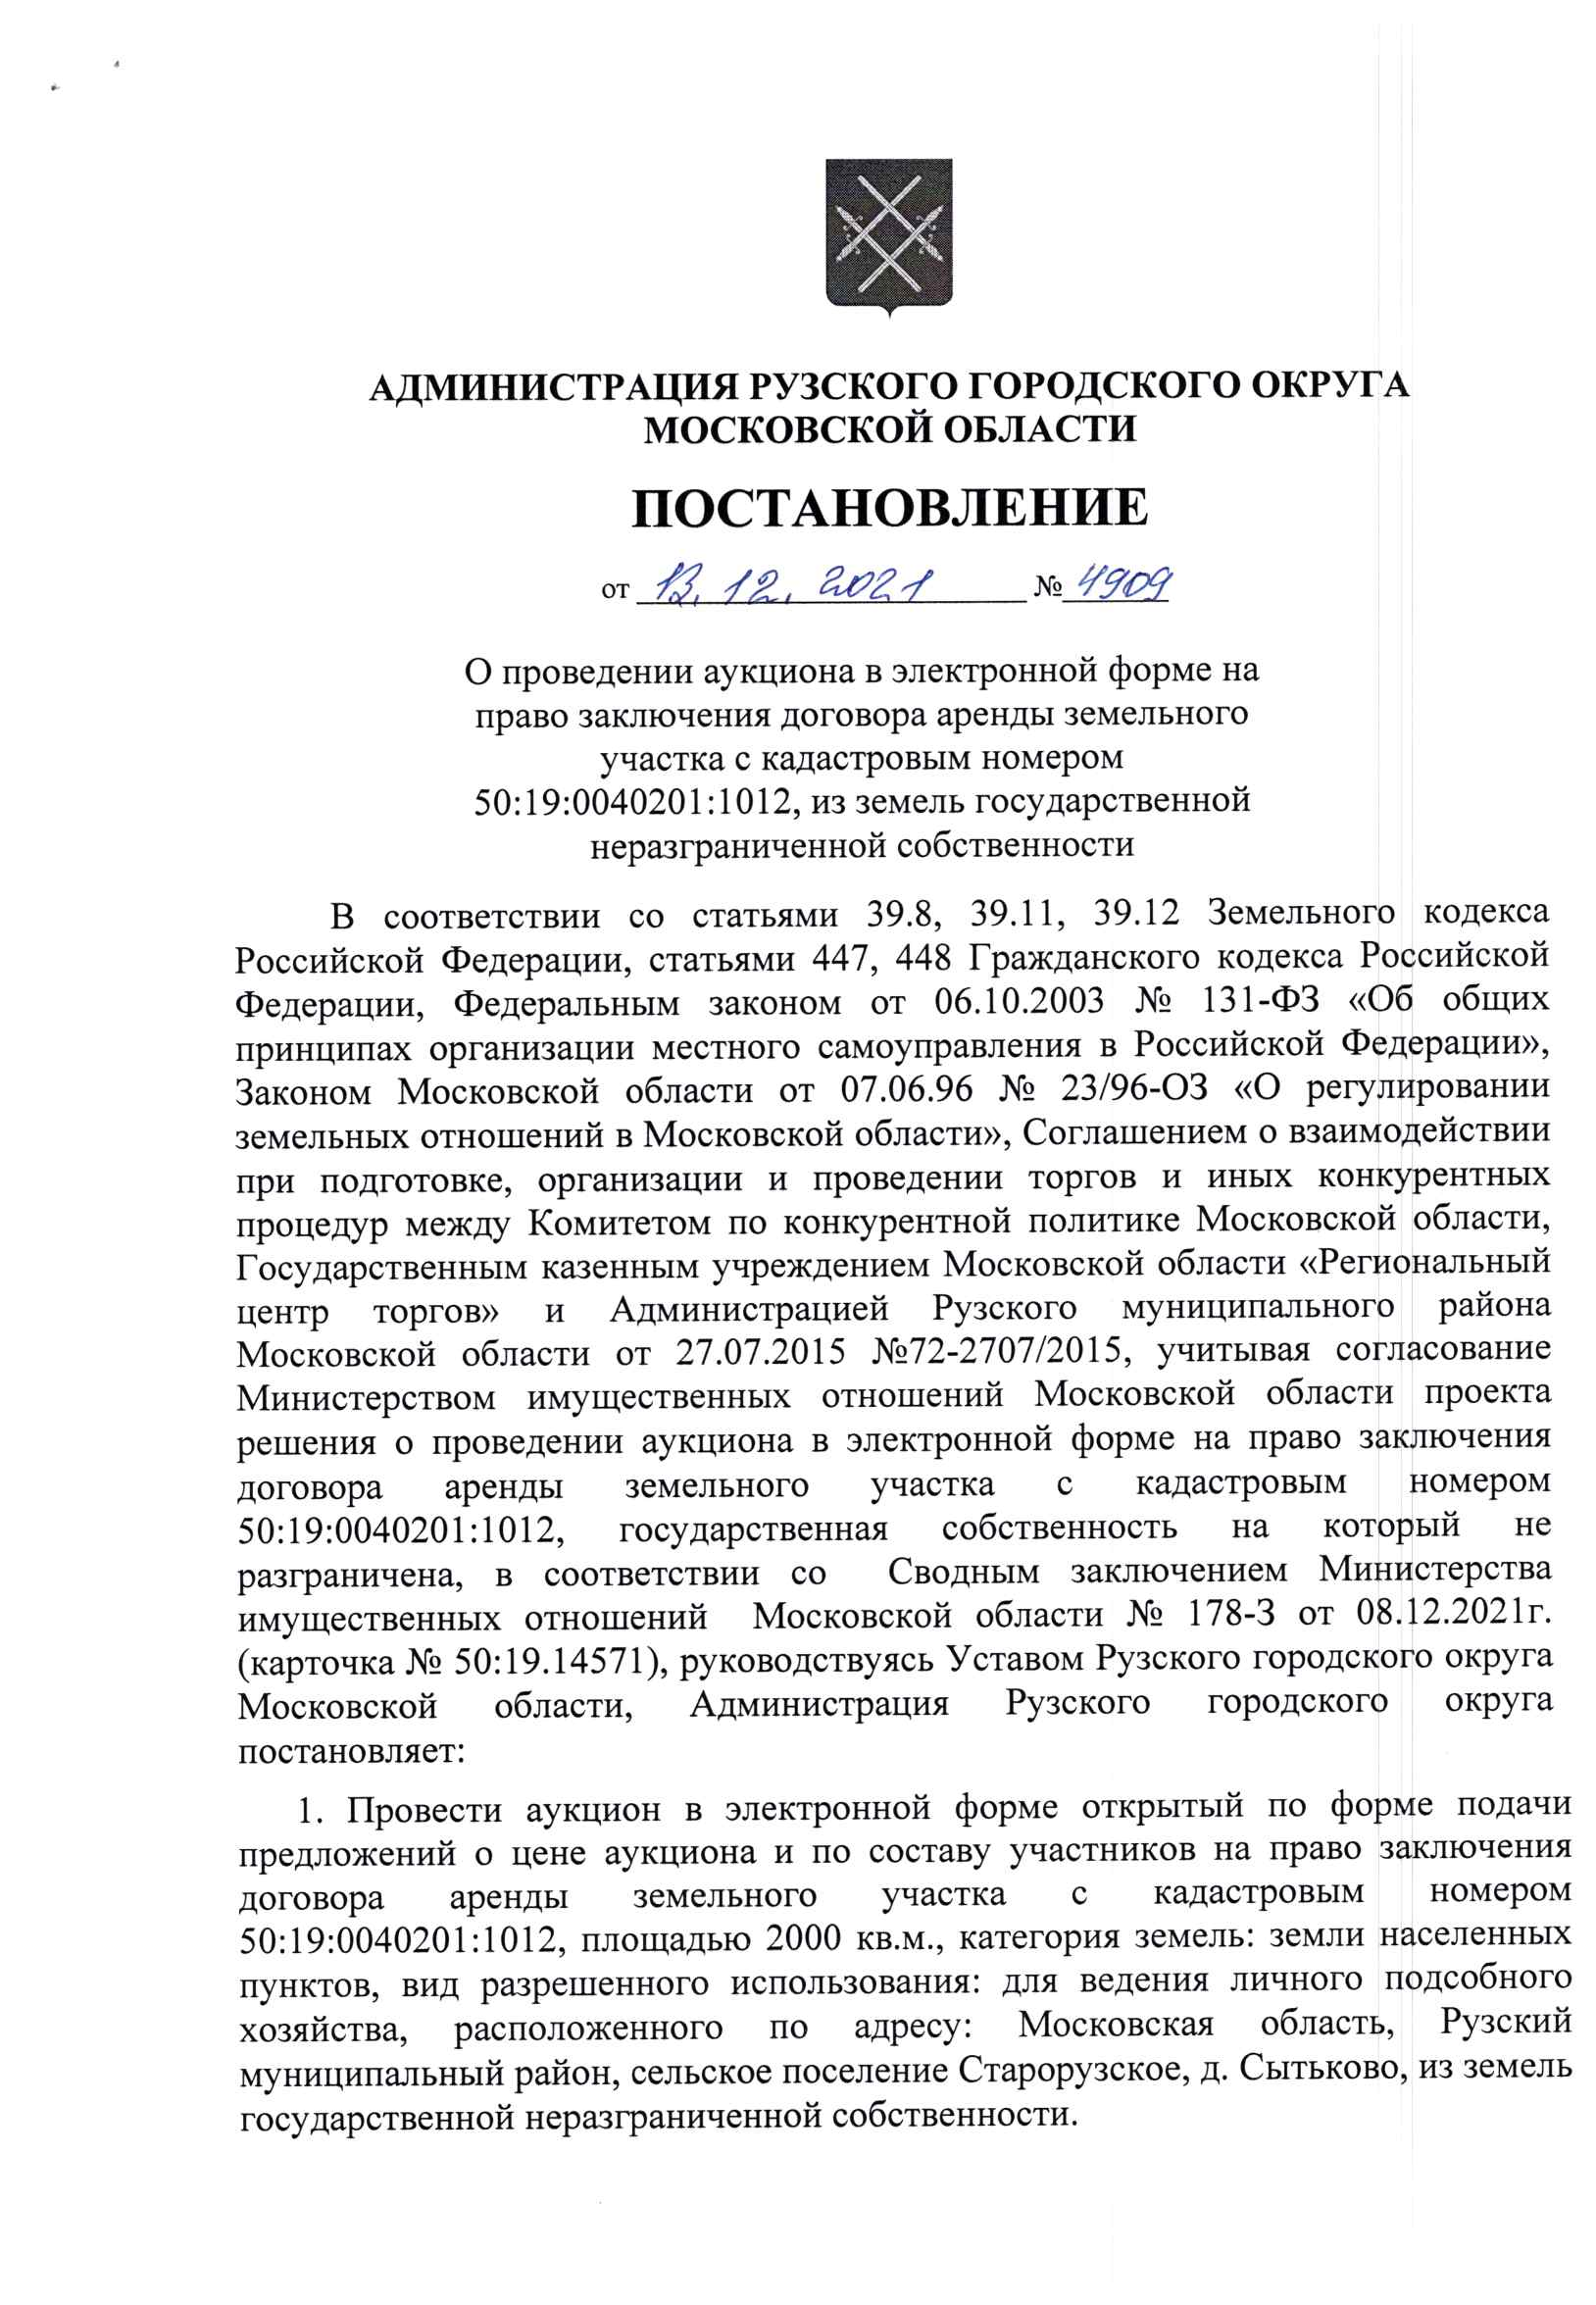 АДМИНИСТРАЦИЯ РУЗСКОГО ГОРОДСКОГО ОКРУГА
МОСКОВСКОЙ ОБЛАСТИ
ПОСТАНОВЛЕНИЕ
от 13.12.2021 № 4909
О проведении аукциона в электронной форме на
право заключения договора аренды земельного
участка с кадастровым номером
50:19:0040201:1012, из земель государственной
неразграниченной собственности
В соответствии со статьями 39.8, 39.11, 39.12 Земельного кодекса
Российской Федерации, статьями 447, 448 Гражданского кодекса Российской
Федерации, Федеральным законом от 06.10.2003 № 131-ФЗ «Об общих
принципах организации местного самоуправления в Российской Федерации»,
Законом Московской области от 07.06.96 № 23/96-ОЗ «О регулировании
земельных отношений в Московской области», Соглашением о взаимодействии
при подготовке, организации и проведении торгов и иных конкурентных
процедур между Комитетом по конкурентной политике Московской области,
Государственным казенным учреждением Московской области «Региональный
центр торгов» и Администрацией Рузского муниципального района
Московской области от 27.07.2015 №72-2707/2015, учитывая согласование
Министерством имущественных отношений Московской области проекта
решения о проведении аукциона в электронной форме на право заключения
договора аренды земельного участка с кадастровым номером
50:19:0040201:1012, государственная собственность на который не
разграничена, в соответствии со Сводным заключением Министерства
имущественных отношений Московской области № 178-З от 08.12.2021г.
(карточка № 50:19.14571), руководствуясь Уставом Рузского городского округа
Московской области, Администрация Рузского городского округа
постановляет:
1. Провести аукцион в электронной форме открытый по форме подачи
предложений о цене аукциона и по составу участников на право заключения
договора аренды земельного участка с кадастровым номером
50:19:0040201:1012, площадью 2000 кв.м., категория земель: земли населенных
пунктов, вид разрешенного использования: для ведения личного подсобного
хозяйства, расположенного по адресу: Московская область, Рузский
муниципальный район, сельское поселение Старорузское, д. Сытьково, из земель
государственной неразграниченной собственности.